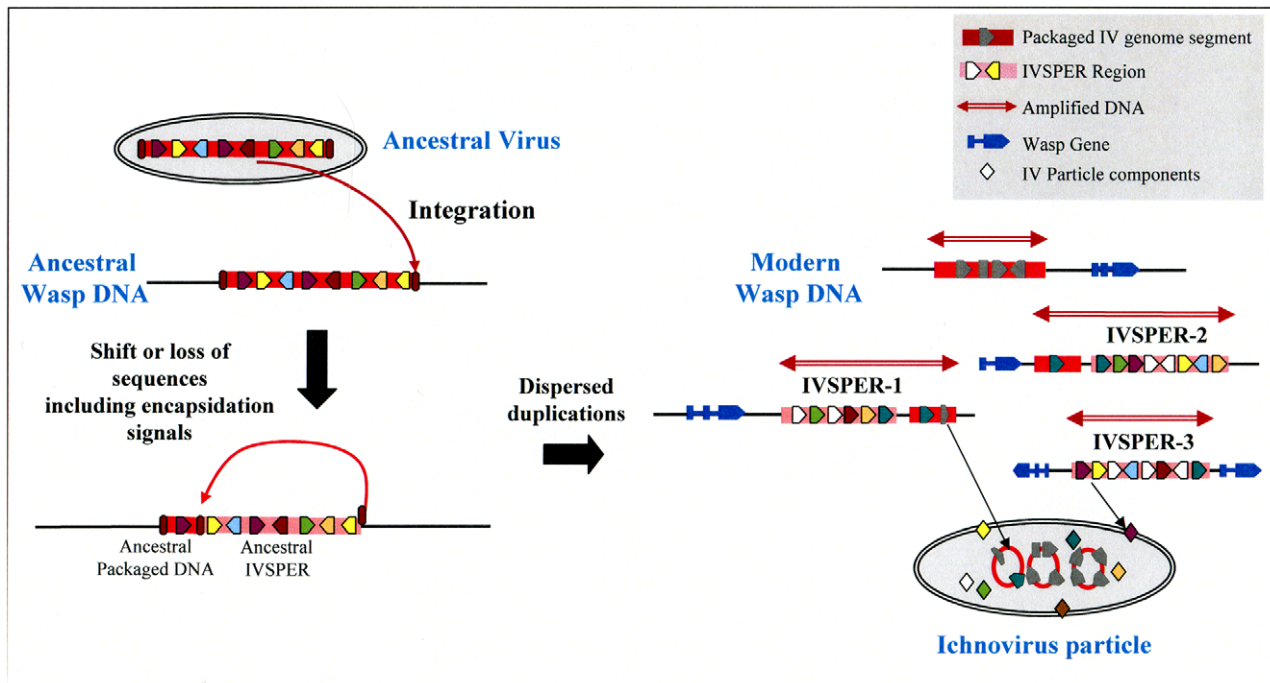 Packaged IV genome segment
IVSPER Region
Amplified DNA
Wasp Gene
IV Particle components
Ancestral Virus
Integration
Ancestral
Wasp DNA
Shift or loss of
sequences
including encapsidation
signals
Ancestral
Packaged DNA
Ancestral
IVSPER
Dispersed
duplications
Modern
Wasp DNA
IVSPER-2
IVSPER-1
IVSPER-3
Ichnovirus particle